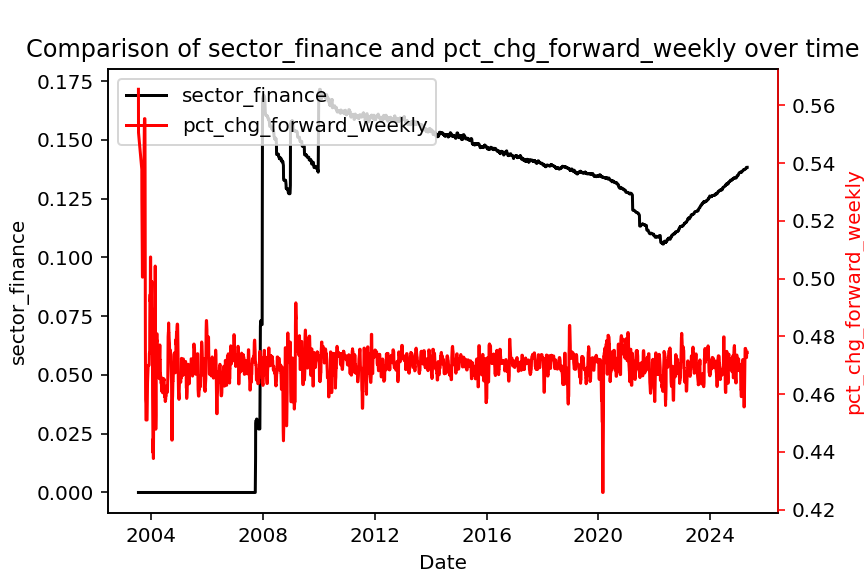 Comparison of sector_finance and pct_chg_forward_weekly over time
sector_finance
pct_chg_forward_weekly
0.175
0.150
0.125
0.100
0.075
0.050
0.025
0.000
sector_finance
0.56
0.54
0.52
0.50
0.48
0.46
0.44
0.42
pct_chg_forward_weekly
2004 2008 2012 2016 2020 2024
Date